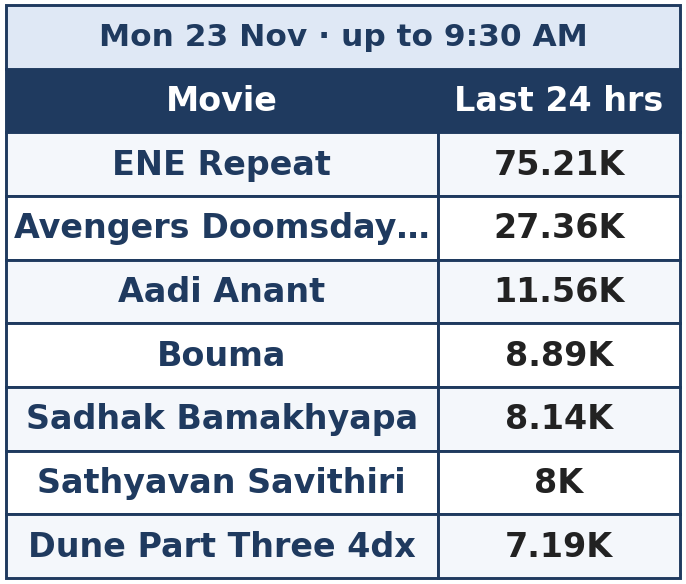 Mon 23 Nov · up to 9:30 AM
Movie Last 24 hrs
ENE Repeat 75.21K
Avengers Doomsday... 27.36K
Aadi Anant 11.56K
Bouma 8.89K
Sadhak Bamakhyapa 8.14K
Sathyavan Savithiri 8K
Dune Part Three 4dx 7.19K